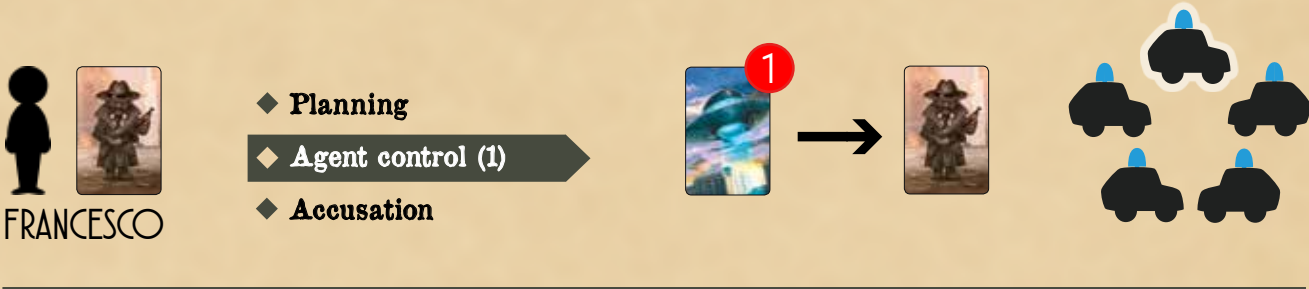 FRANCESCO
Planning
Agent control (1)
Accusation
1